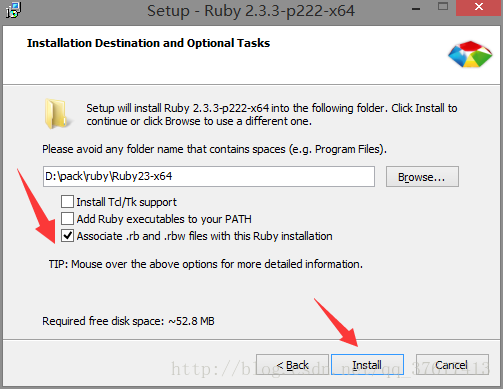 Setup - Ruby 2.3.3-p222-x64
Installation Destination and Optional Tasks
Setup will install Ruby 2.3.3-p222-x64 into the following folder. Click Install to
continue or click Browse to use a different one.
Please avoid any folder name that contains spaces (e.g. Program Files).
D:\pack\ruby\Ruby23-x64
Browse...
Install Tcl/Tk support
Add Ruby executables to your PATH
Associate .rb and .rbw files with this Ruby installation
TIP: Mouse over the above options for more detailed information.
Required free disk space: ~52.8 MB
< Back
Install
Cancel